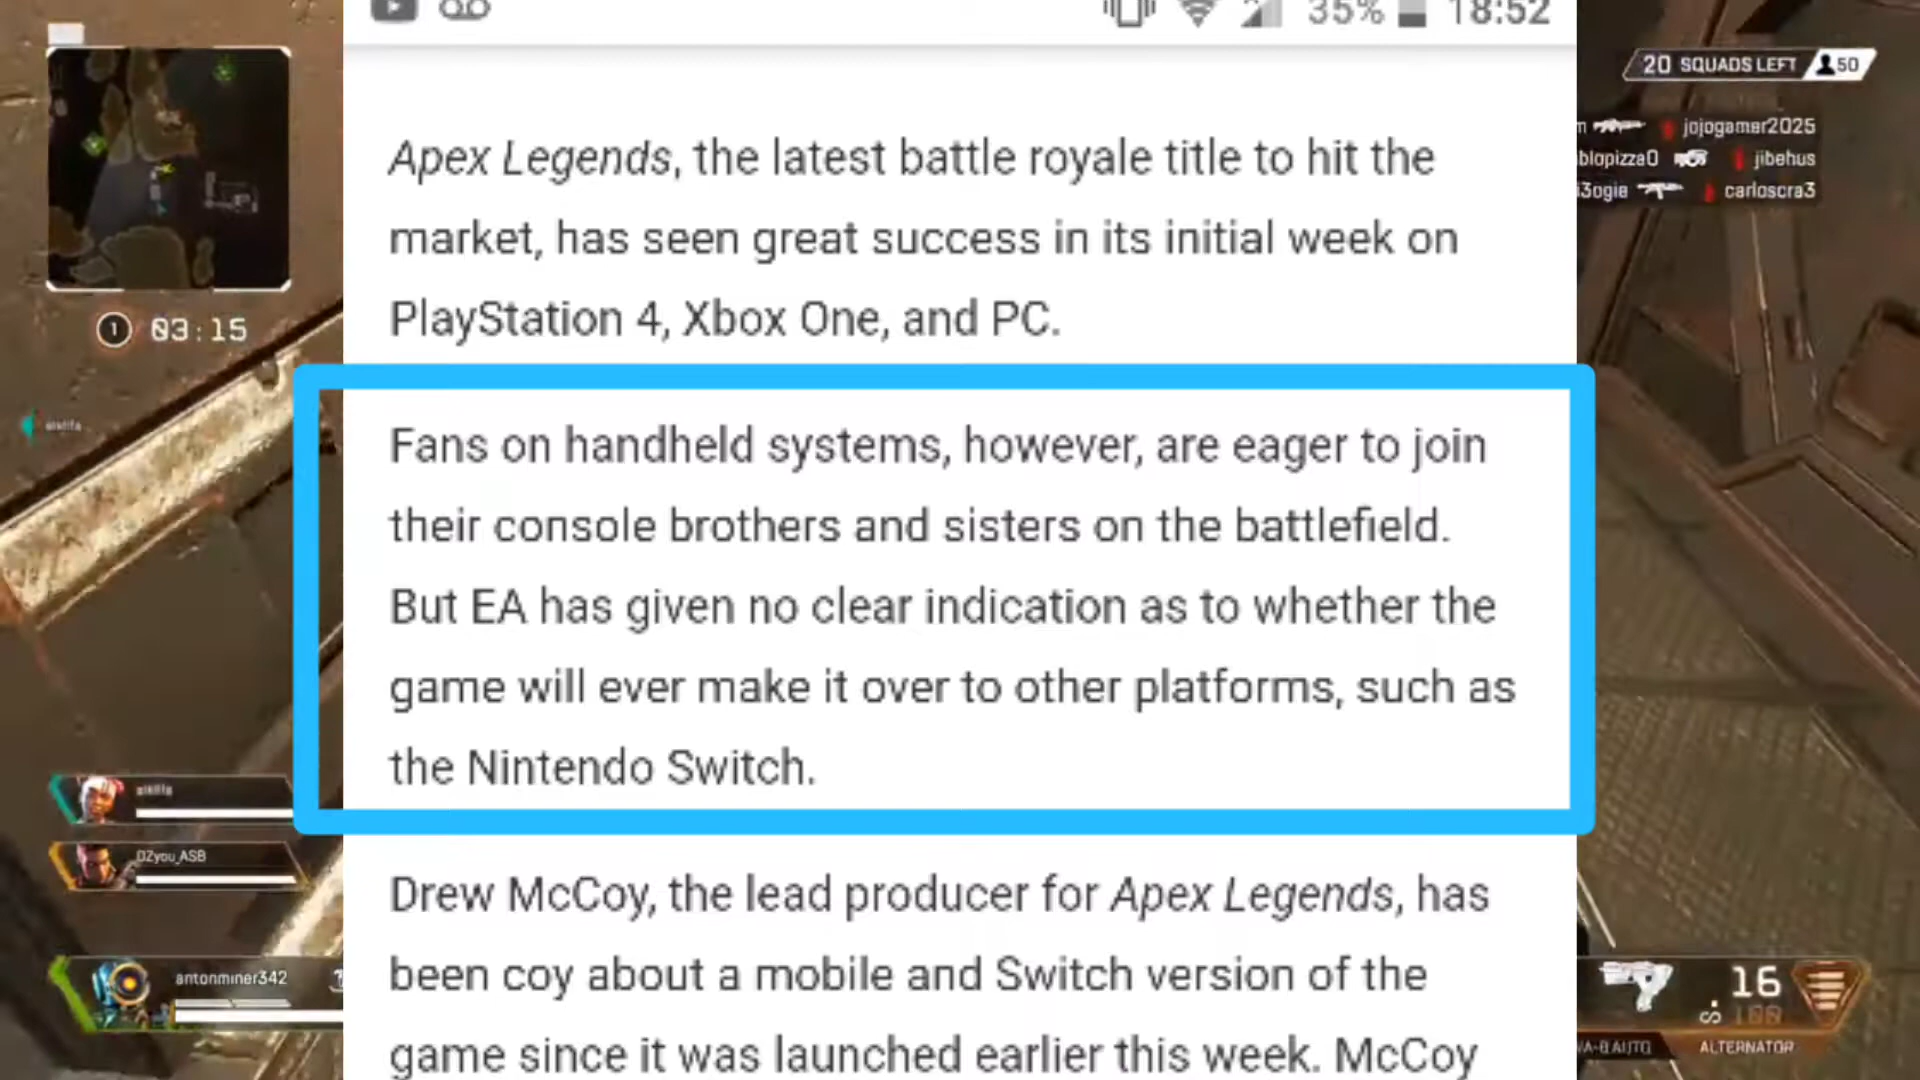 35% 18:52
20 SQUADS LEFT 50
jojogamer2025
blopizza0 jibehus
i3ogie carloscra3
1 03:15
Apex Legends, the latest battle royale title to hit the
market, has seen great success in its initial week on
PlayStation 4, Xbox One, and PC.
Fans on handheld systems, however, are eager to join
their console brothers and sisters on the battlefield.
But EA has given no clear indication as to whether the
game will ever make it over to other platforms, such as
the Nintendo Switch.
OZyou_ASB
Drew McCoy, the lead producer for Apex Legends, has
been coy about a mobile and Switch version of the
game since it was launched earlier this week. McCoy
antonminer342
16
ALTERNATOR